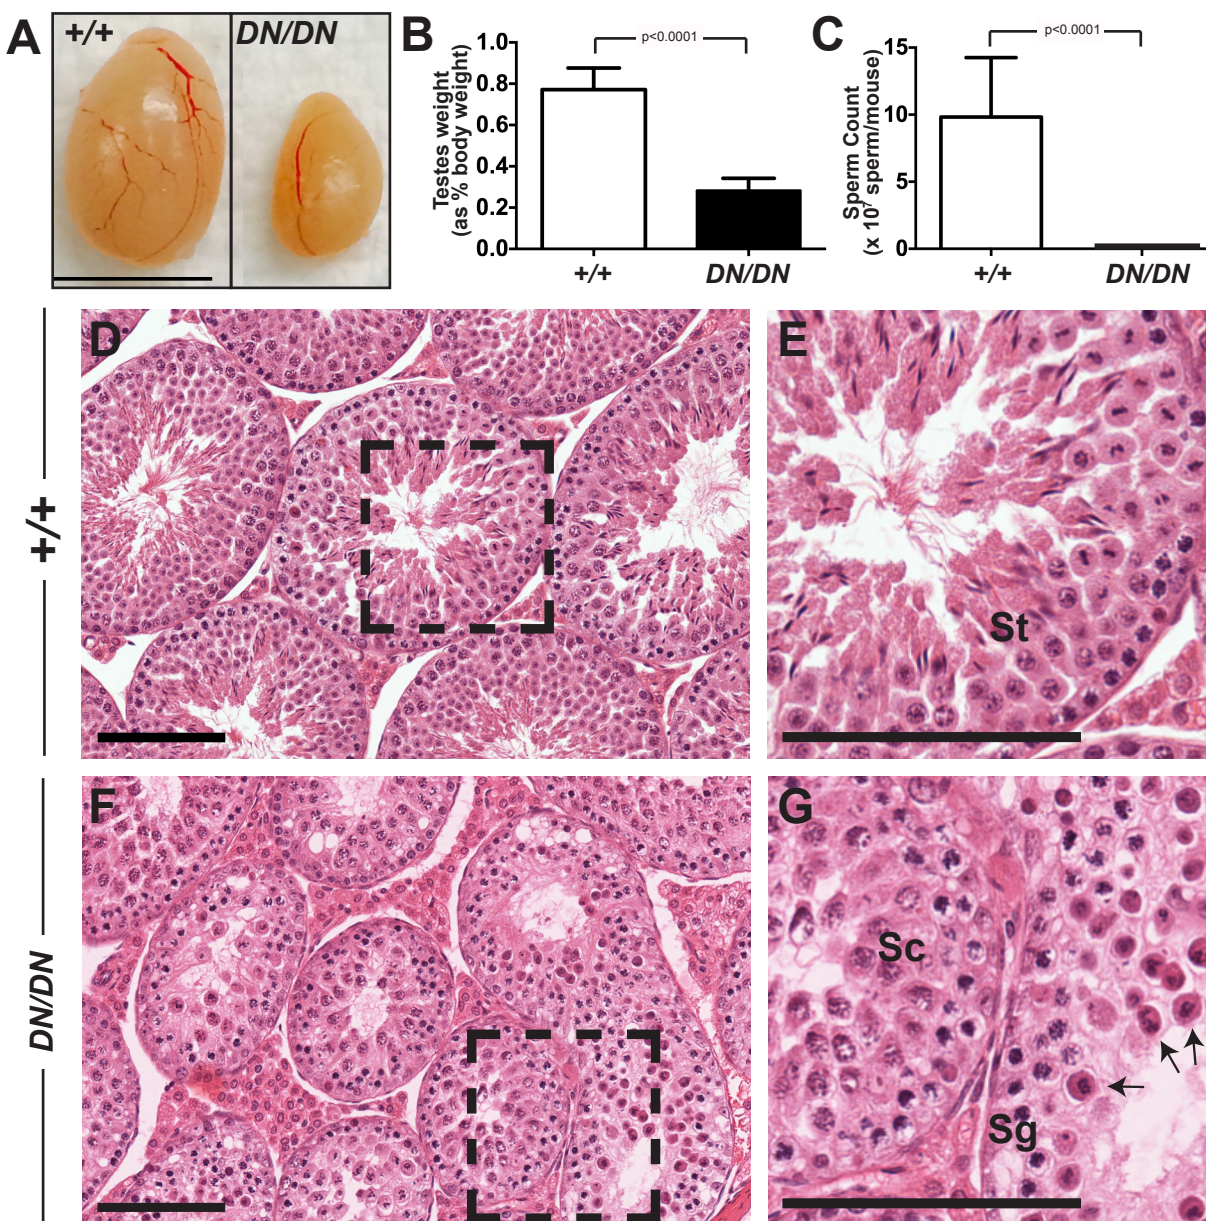 A
+/+
DN/DN
B
Testes weight
(as % body weight)
1.0
0.8
0.6
0.4
0.2
0.0
p<0.0001
+/+
DN/DN
C
Sperm Count
(x 10⁷ sperm/mouse)
15
10
5
0
p<0.0001
+/+
DN/DN
+/+
D
E
St
DN/DN
F
G
Sc
Sg